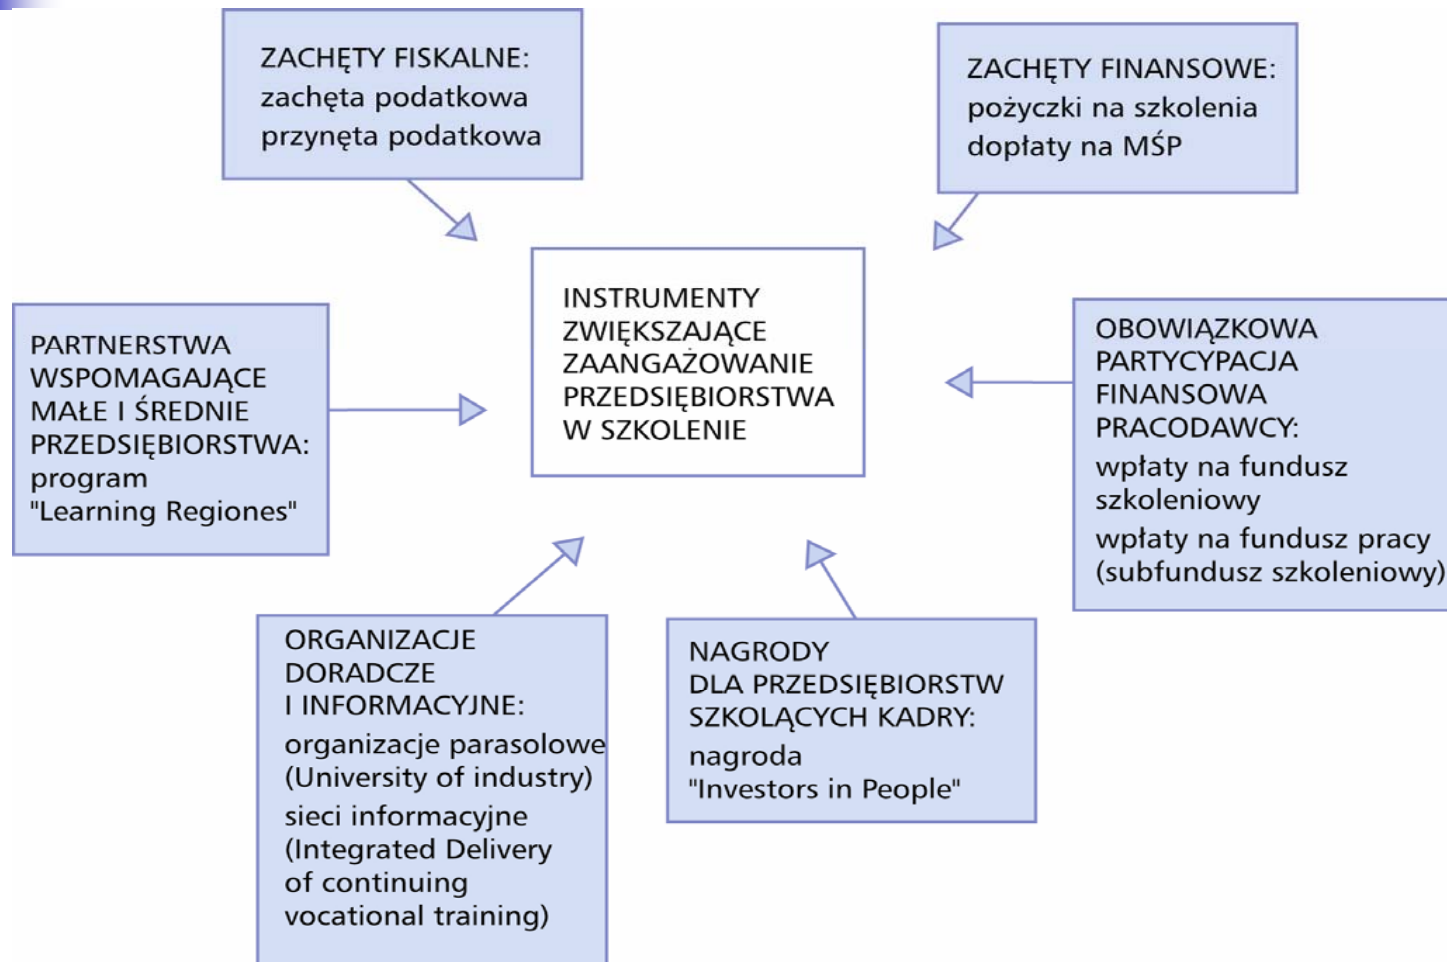 ZACHĘTY FISKALNE:
zachęta podatkowa
przynęta podatkowa
ZACHĘTY FINANSOWE:
pożyczki na szkolenia
dopłaty na MŚP
INSTRUMENTY
ZWIĘKSZAJĄCE
ZAANGAŻOWANIE
PRZEDSIĘBIORSTWA
W SZKOLENIE
PARTNERSTWA
WSPOMAGAJĄCE
MAŁE I ŚREDNIE
PRZEDSIĘBIORSTWA:
program
"Learning Regiones"
OBOWIĄZKOWA
PARTYCYPACJA
FINANSOWA
PRACODAWCY:
wpłaty na fundusz
szkoleniowy
wpłaty na fundusz pracy
(subfundusz szkoleniowy)
ORGANIZACJE
DORADCZE
I INFORMACYJNE:
organizacje parasolowe
(University of industry)
sieci informacyjne
(Integrated Delivery
of continuing
vocational training)
NAGRODY
DLA PRZEDSIĘBIORSTW
SZKOLĄCYCH KADRY:
nagroda
"Investors in People"